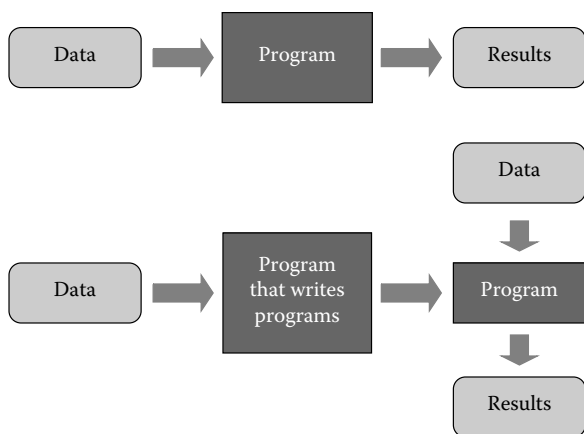 Data
Program
Results
Data
Data
Program
that writes
programs
Program
Results